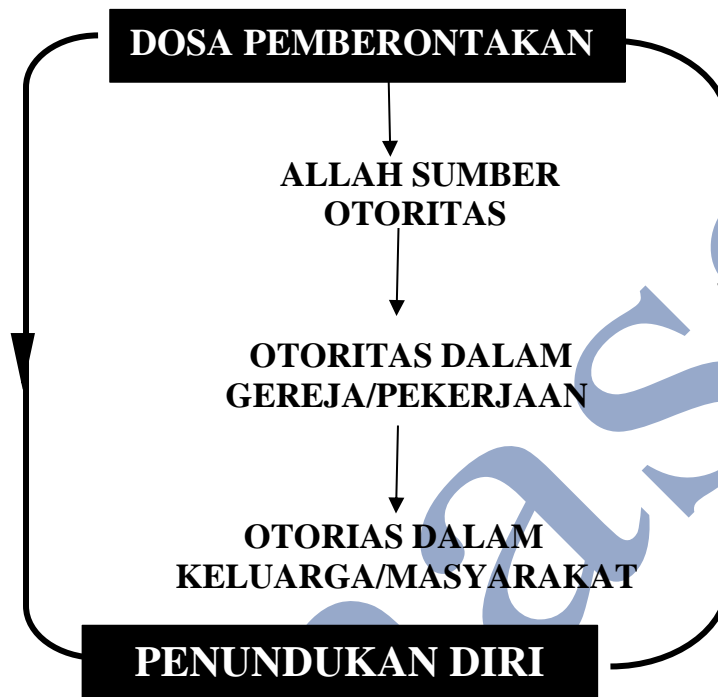 DOSA PEMBERONTAKAN
ALLAH SUMBER
OTORITAS
OTORITAS DALAM
GEREJA/PEKERJAAN
OTORIAS DALAM
KELUARGA/MASYARAKAT
PENUNDUKAN DIRI